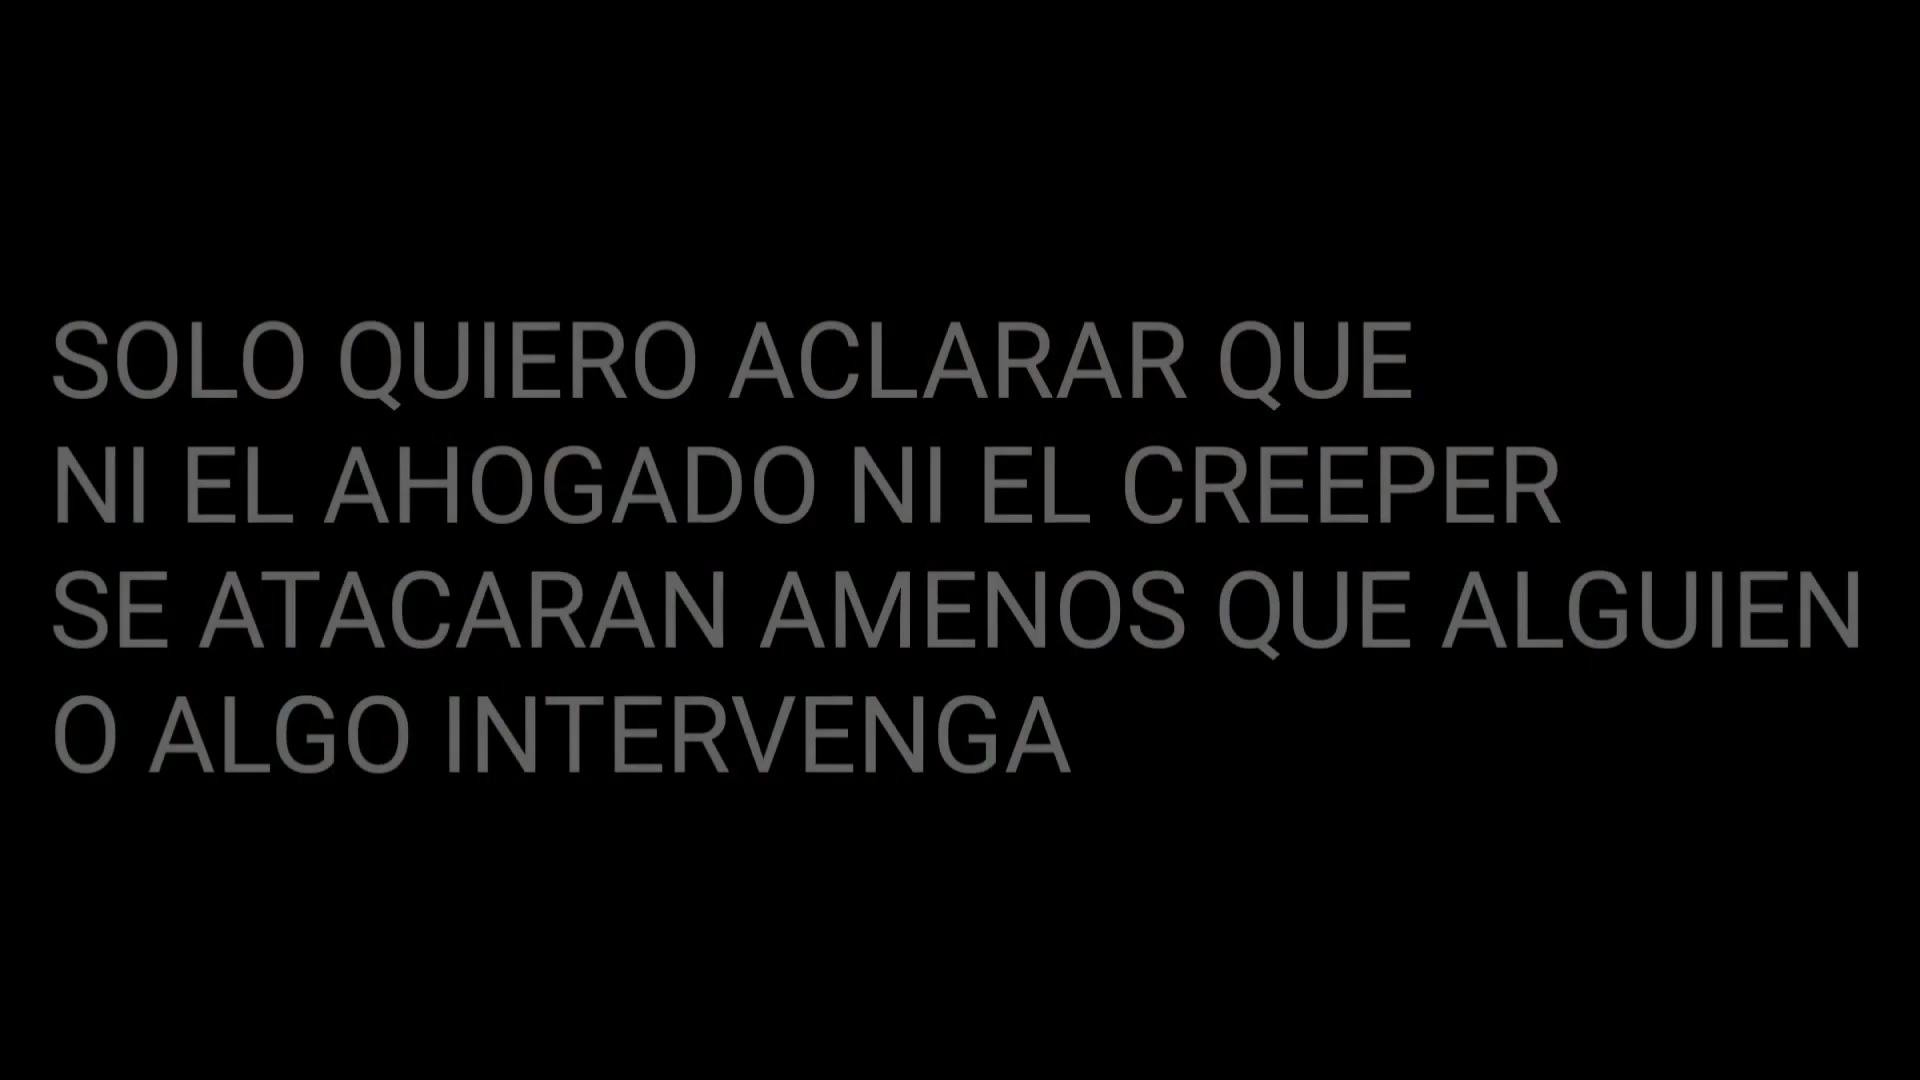 SOLO QUIERO ACLARAR QUE
NI EL AHOGADO NI EL CREEPER
SE ATACARAN AMENOS QUE ALGUIEN
O ALGO INTERVENGA